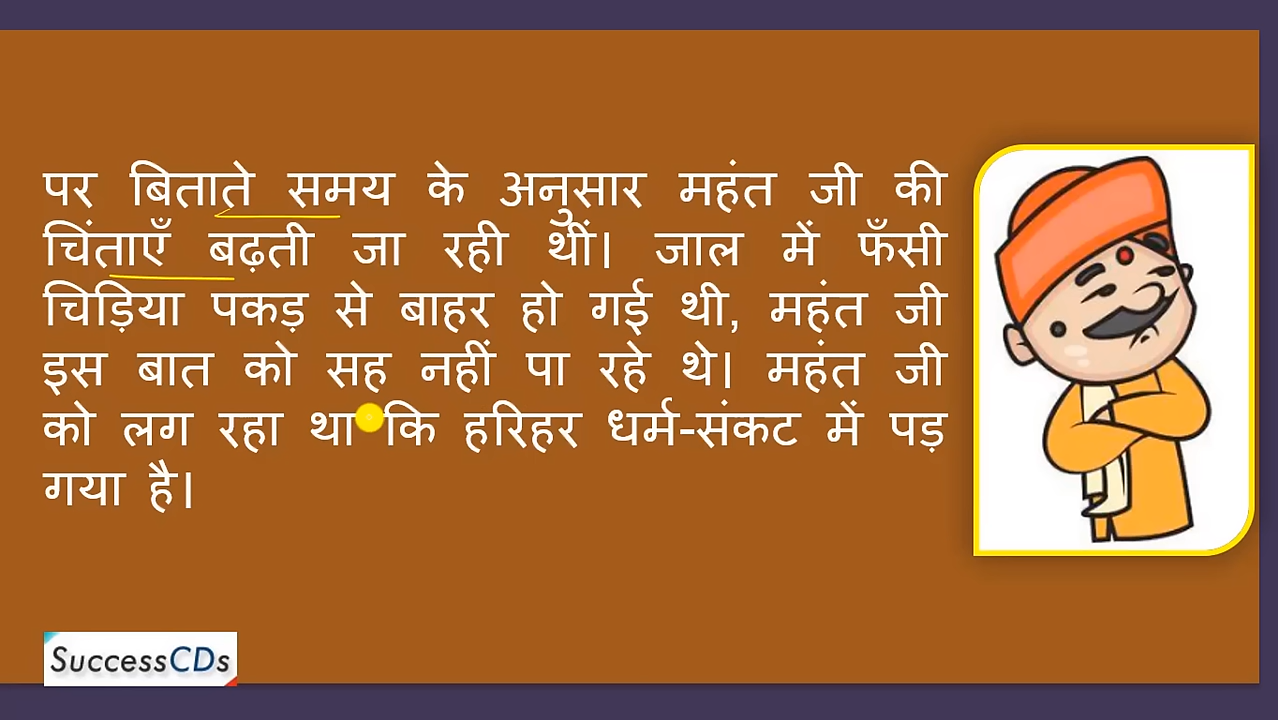 पर बिताते समय के अनुसार महंत जी की
चिंताएँ बढ़ती जा रही थीं। जाल में फँसी
चिड़िया पकड़ से बाहर हो गई थी, महंत जी
इस बात को सह नहीं पा रहे थे। महंत जी
को लग रहा था कि हरिहर धर्म-संकट में पड़
गया है।
SuccessCDs